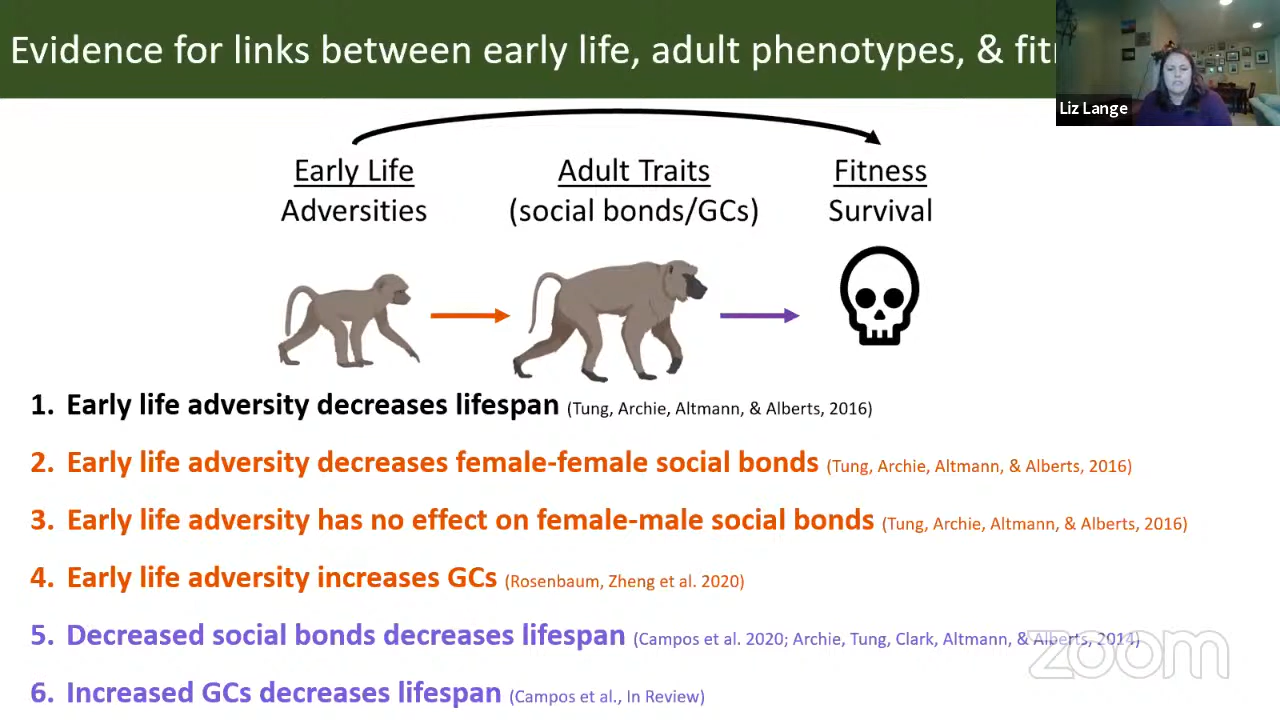 Evidence for links between early life, adult phenotypes, & fit
Liz Lange
Early Life
Adversities
Adult Traits
(social bonds/GCs)
Fitness
Survival
1. Early life adversity decreases lifespan (Tung, Archie, Altmann, & Alberts, 2016)
2. Early life adversity decreases female-female social bonds (Tung, Archie, Altmann, & Alberts, 2016)
3. Early life adversity has no effect on female-male social bonds (Tung, Archie, Altmann, & Alberts, 2016)
4. Early life adversity increases GCs (Rosenbaum, Zheng et al. 2020)
5. Decreased social bonds decreases lifespan (Campos et al. 2020; Archie, Tung, Clark, Altmann, & Alberts, 2014)
zoom
6. Increased GCs decreases lifespan (Campos et al., In Review)